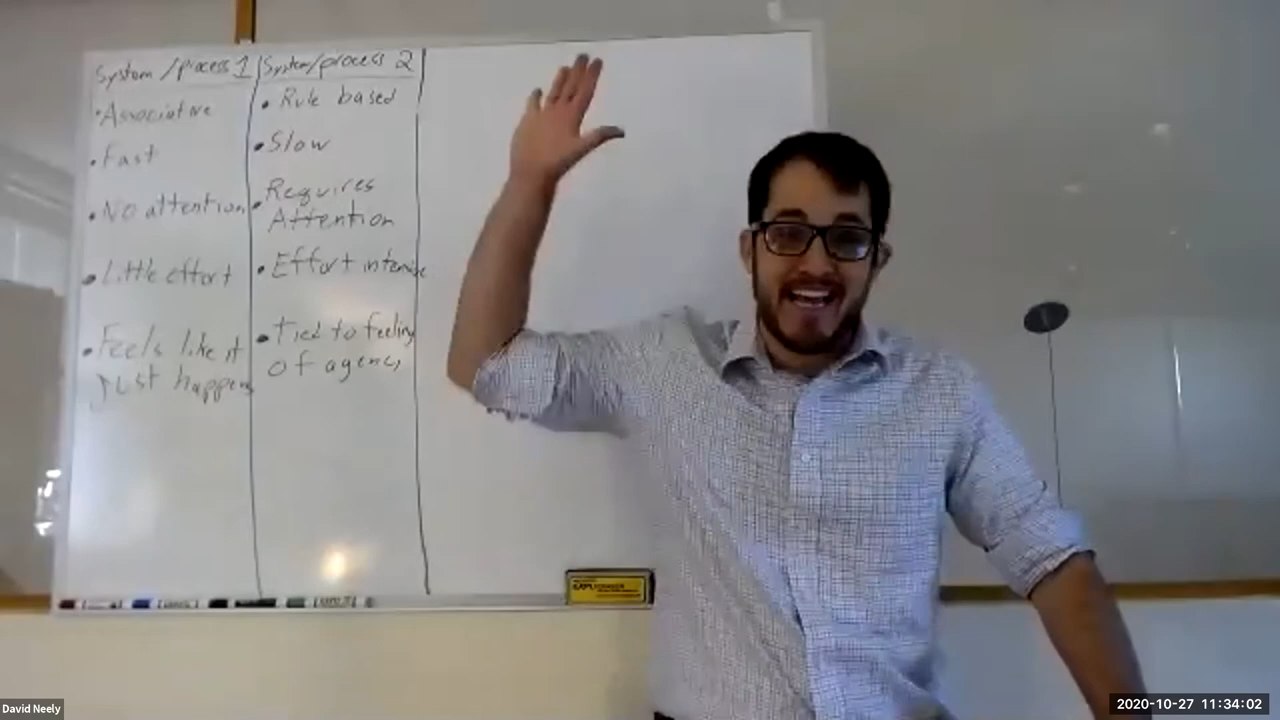 System/process 1
• Associative
• Fast
• No attention
• Little effort
• Feels like it
just happens
System/process 2
• Rule based
• Slow
• Requires
Attention
• Effort intensive
• Tied to feeling
of agency
David Neely
2020-10-27 11:34:02